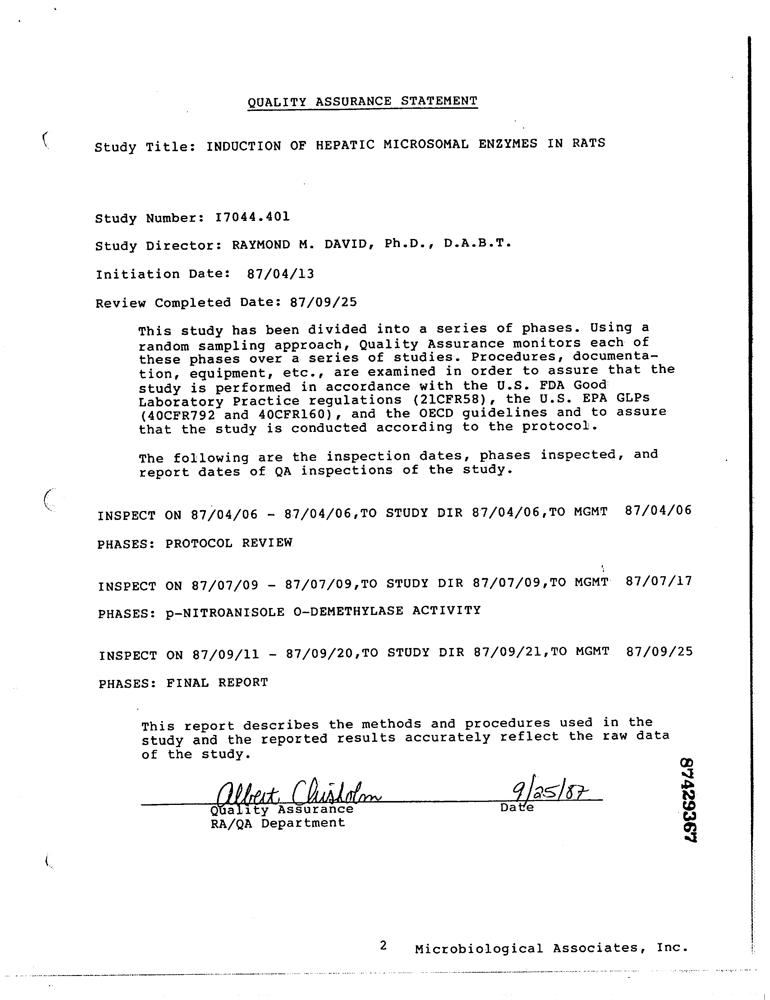 QUALITY ASSURANCE STATEMENT
Study Title: INDUCTION OF HEPATIC MICROSOMAL ENZYMES IN RATS
Study Number: I7044.401
Study Director: RAYMOND M. DAVID, Ph.D., D.A.B.T.
Initiation Date: 87/04/13
Review Completed Date: 87/09/25
This study has been divided into a series of phases. Using a
random sampling approach, Quality Assurance monitors each of
these phases over a series of studies. Procedures, documenta-
tion, equipment, etc., are examined in order to assure that the
study is performed in accordance with the U.S. FDA Good
Laboratory Practice regulations (21CFR58), the U.S. EPA GLPs
(40CFR792 and 40CFR160), and the OECD guidelines and to assure
that the study is conducted according to the protocol.
The following are the inspection dates, phases inspected, and
report dates of QA inspections of the study.
INSPECT ON 87/04/06 - 87/04/06,TO STUDY DIR 87/04/06,TO MGMT 87/04/06
PHASES: PROTOCOL REVIEW
INSPECT ON 87/07/09 - 87/07/09,TO STUDY DIR 87/07/09,TO MGMT 87/07/17
PHASES: p-NITROANISOLE O-DEMETHYLASE ACTIVITY
INSPECT ON 87/09/11 - 87/09/20,TO STUDY DIR 87/09/21,TO MGMT 87/09/25
PHASES: FINAL REPORT
This report describes the methods and procedures used in the
study and the reported results accurately reflect the raw data
of the study.
Albert Chisholm 9/25/87
Quality Assurance Date
RA/QA Department
87429367
2 Microbiological Associates, Inc.